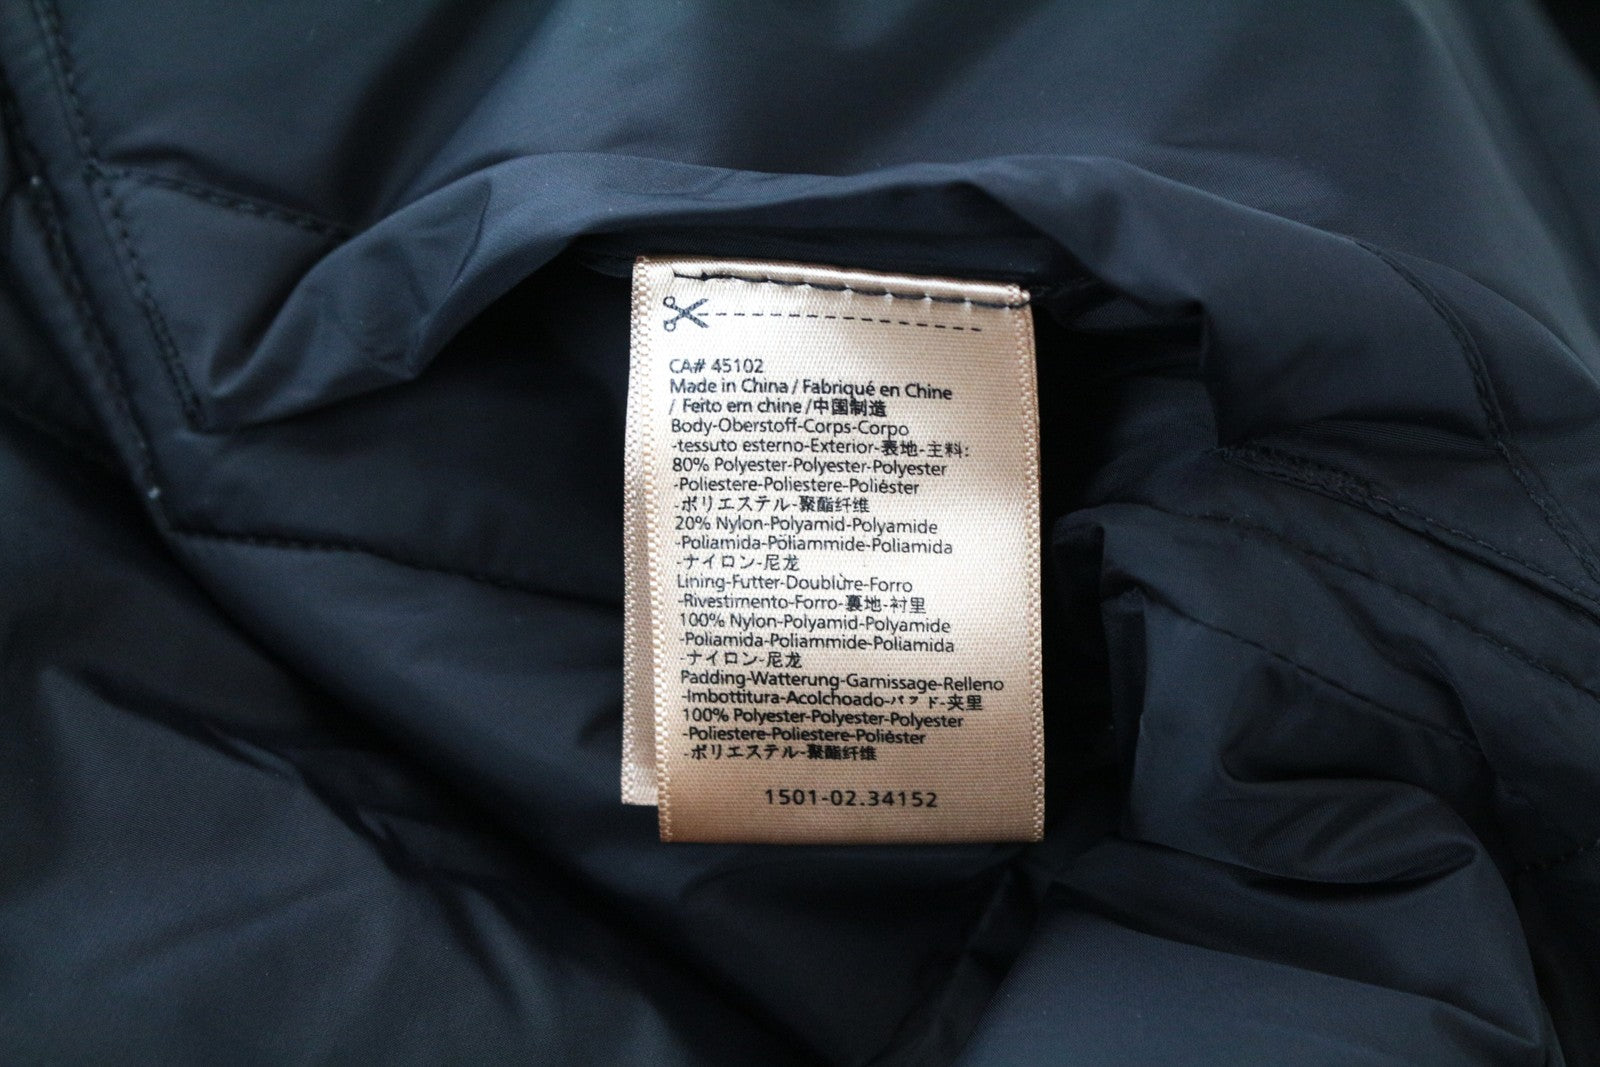 CA# 45102
Made in China / Fabriqué en Chine
/ Feito em chine /中国制造
Body-Oberstoff-Corps-Corpo
-tessuto esterno-Exterior-表地-主料:
80% Polyester-Polyester-Polyester
-Poliestere-Poliestere-Poliéster
-ポリエステル-聚酯纤维
20% Nylon-Polyamid-Polyamide
-Poliamida-Pöliammide-Poliamida
-ナイロン-尼龙
Lining-Futter-Doublure-Forro
-Rivestimento-Forro-裏地-衬里
100% Nylon-Polyamid-Polyamide
-Poliamida-Poliammide-Poliamida
-ナイロン-尼龙
Padding-Watterung-Garnissage-Relleno
-Imbottitura-Acolchoado-パッド-夹里
100% Polyester-Polyester-Polyester
-Poliestere-Poliestere-Poliéster
-ポリエステル-聚酯纤维
1501-02.34152